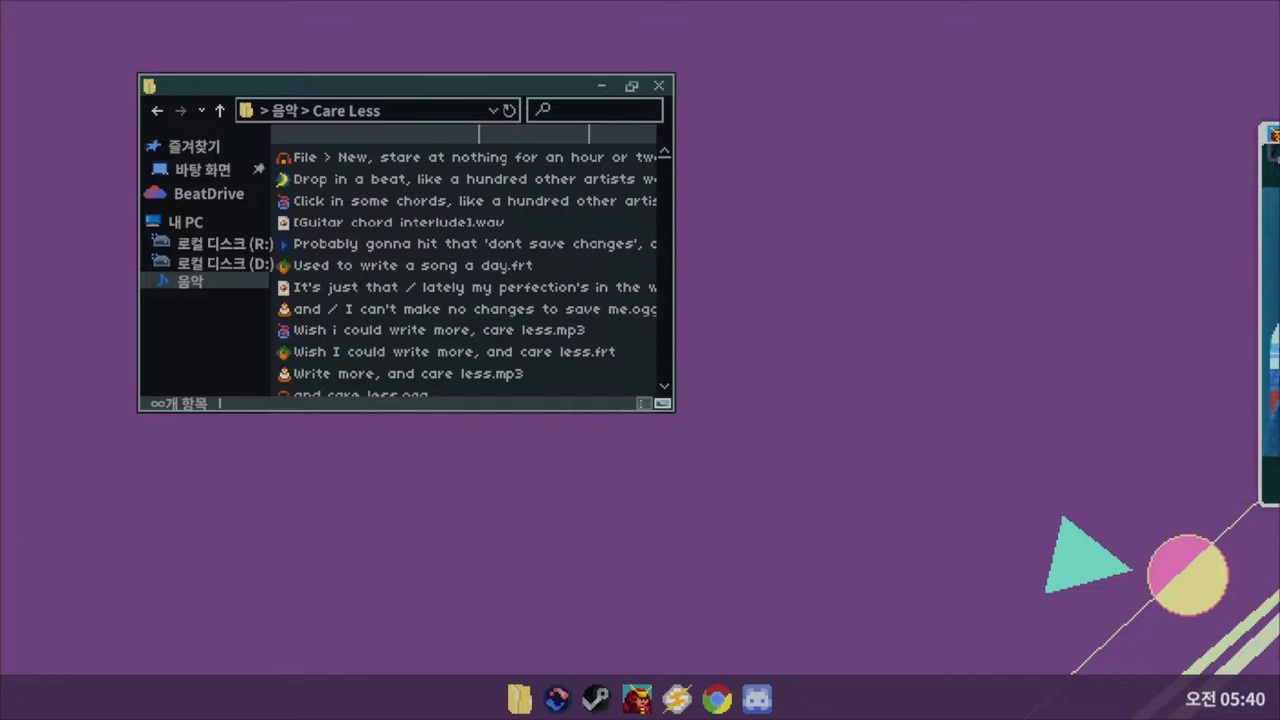 > 음악 > Care Less
즐겨찾기
바탕 화면
BeatDrive
내 PC
로컬 디스크 (R:)
로컬 디스크 (D:)
음악
File > New, stare at nothing for an hour or tw
Drop in a beat, like a hundred other artists w
Click in some chords, like a hundred other artis
[Guitar chord interlude].wav
Probably gonna hit that 'dont save changes',
Used to write a song a day.frt
It's just that / lately my perfection's in the w
and / I can't make no changes to save me.ogg
Wish i could write more, care less.mp3
Wish I could write more, and care less.frt
Write more, and care less.mp3
and care less.ogg
∞개 항목
오전 05:40